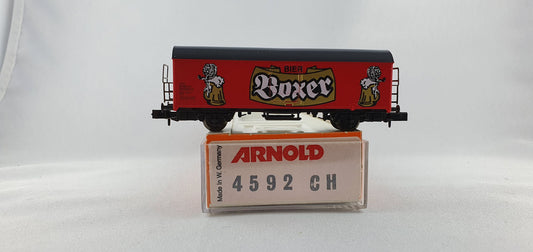 BIER
Boxer
ARNOLD
4592 CH
Made in W. Germany